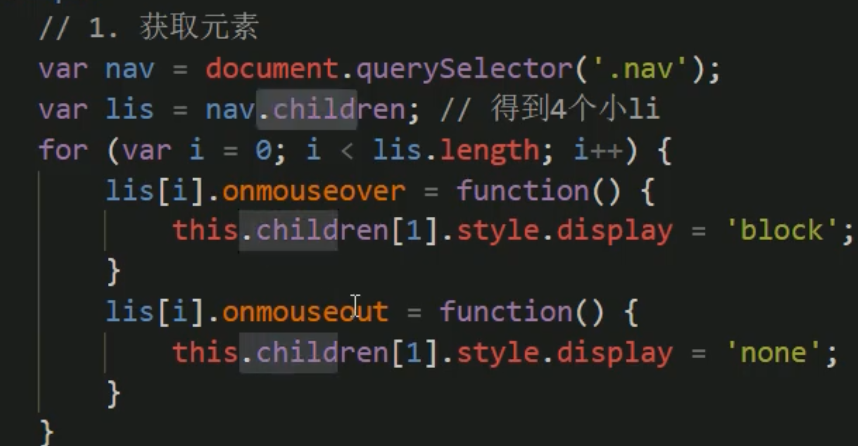 // 1. 获取元素
var nav = document.querySelector('.nav');
var lis = nav.children; // 得到4个小li
for (var i = 0; i < lis.length; i++) {
lis[i].onmouseover = function() {
this.children[1].style.display = 'block';
}
lis[i].onmouseout = function() {
this.children[1].style.display = 'none';
}
}